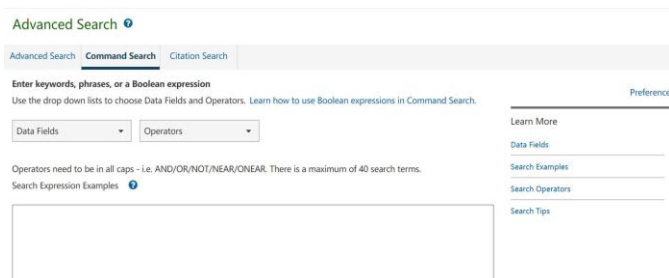 Advanced Search ?
Advanced Search Command Search Citation Search
Enter keywords, phrases, or a Boolean expression
Use the drop down lists to choose Data Fields and Operators. Learn how to use Boolean expressions in Command Search.
Data Fields
Operators
Operators need to be in all caps - i.e. AND/OR/NOT/NEAR/ONEAR. There is a maximum of 40 search terms.
Search Expression Examples ?
Preference
Learn More
Data Fields
Search Examples
Search Operators
Search Tips